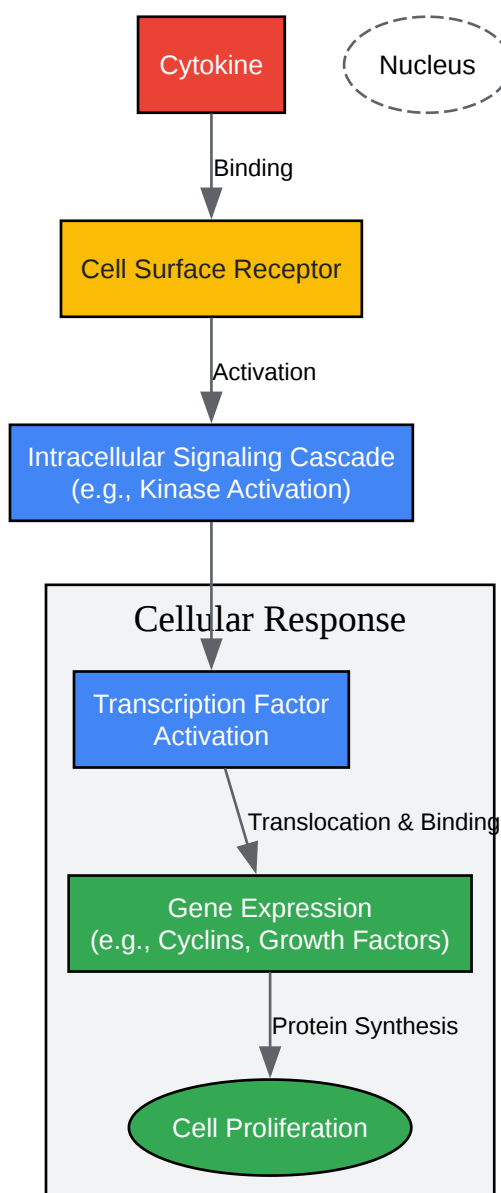 Cytokine
Nucleus
Binding
Cell Surface Receptor
Activation
Intracellular Signaling Cascade
(e.g., Kinase Activation)
Cellular Response
Transcription Factor
Activation
Translocation & Binding
Gene Expression
(e.g., Cyclins, Growth Factors)
Protein Synthesis
Cell Proliferation